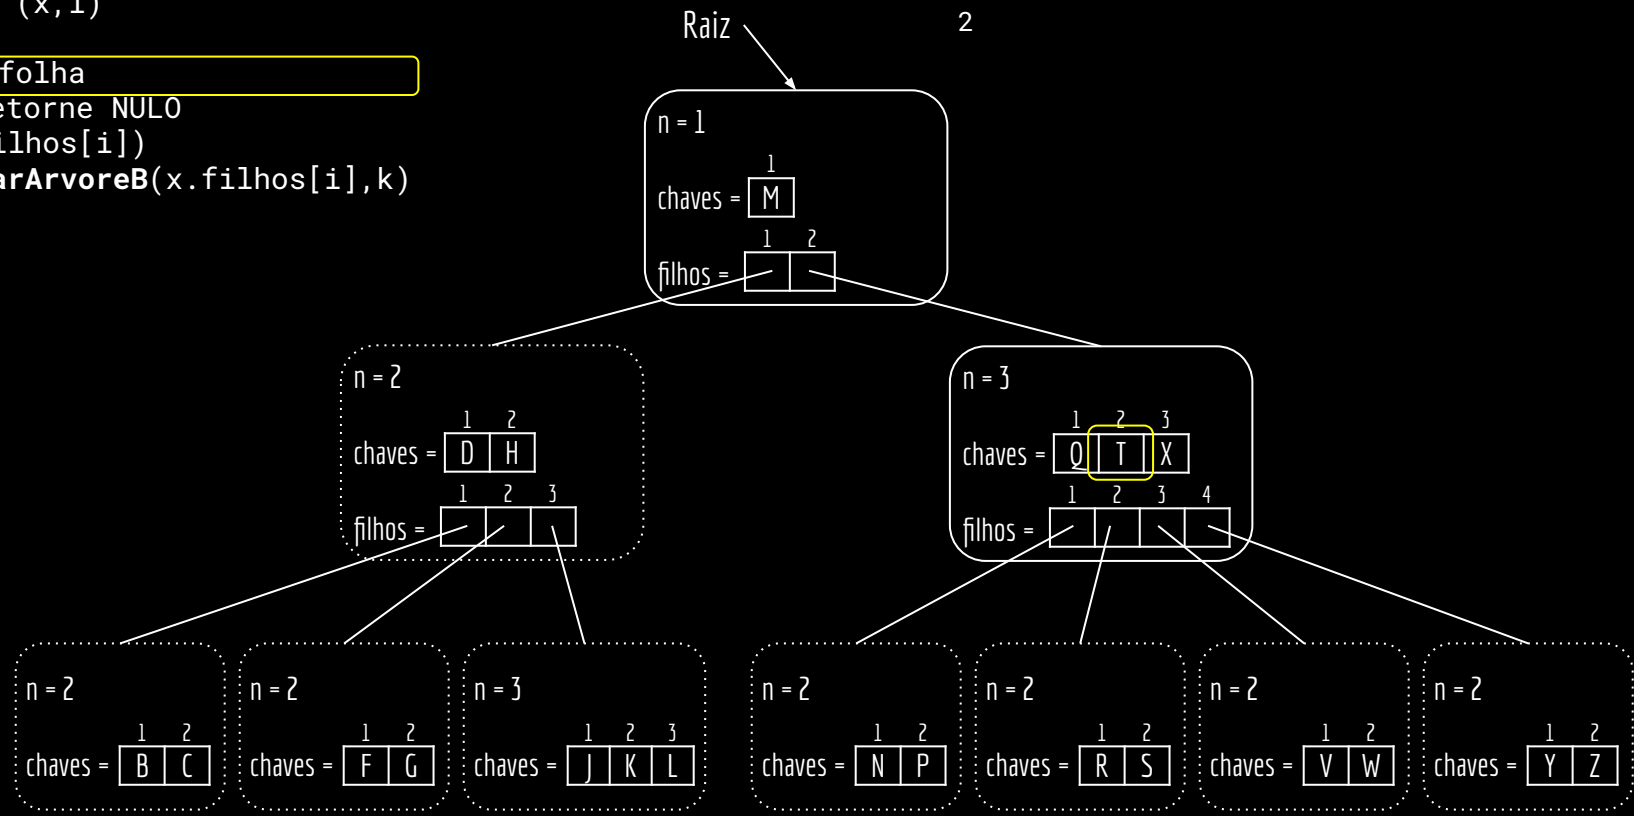 (x,i)
folha
etorne NULO
ilhos[i])
arArvoreB(x.filhos[i],k)
Raiz
2
n = 1
1
chaves = M
1 2
filhos =
n = 2
1 2
chaves = D H
1 2 3
filhos =
n = 3
1 2 3
chaves = Q T X
1 2 3 4
filhos =
n = 2
1 2
chaves = B C
n = 2
1 2
chaves = F G
n = 3
1 2 3
chaves = J K L
n = 2
1 2
chaves = N P
n = 2
1 2
chaves = R S
n = 2
1 2
chaves = V W
n = 2
1 2
chaves = Y Z